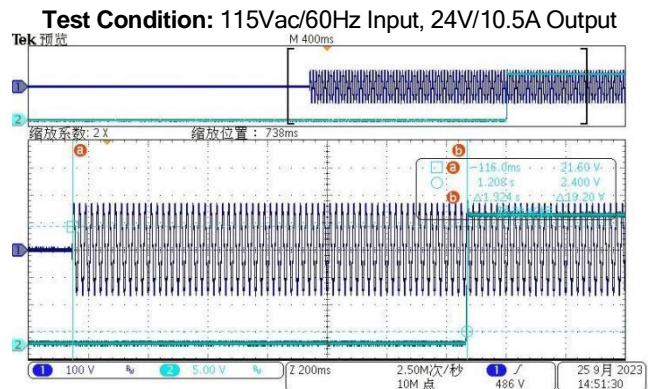 Test Condition: 115Vac/60Hz Input, 24V/10.5A Output
Tek 预览 M 400ms
1
2
缩放系数: 2 X 缩放位置： 738ms
a b
a -116.0ms 21.60 V
1.208 s 2.400 V
b △1.324 s △19.20 V
1
2
1 100 V 2 5.00 V Z 200ms 2.50M次/秒 1 / 25 9月 2023
10M 点 486 V 14:51:30